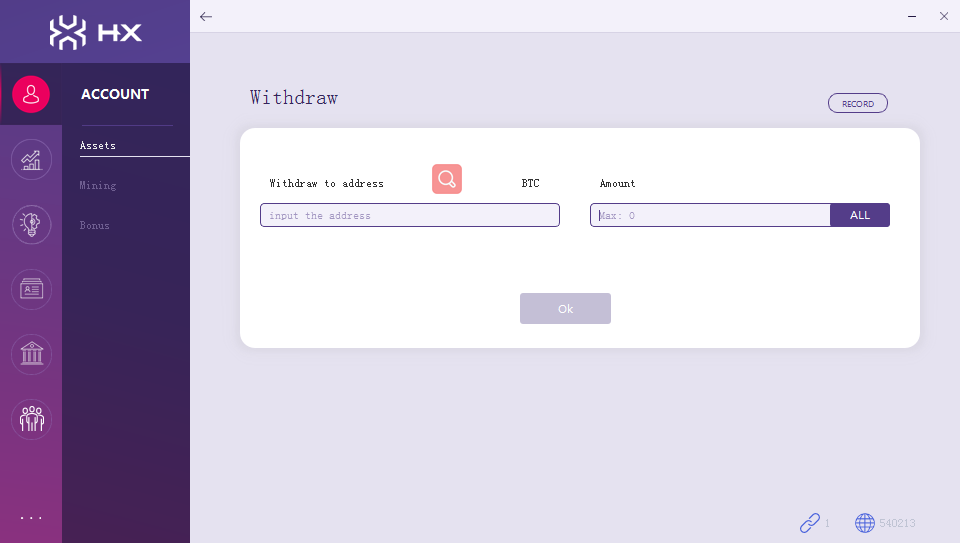 HX
ACCOUNT
Assets
Mining
Bonus
...
Withdraw
RECORD
Withdraw to address
BTC
Amount
input the address
Max: 0
ALL
Ok
1
540213